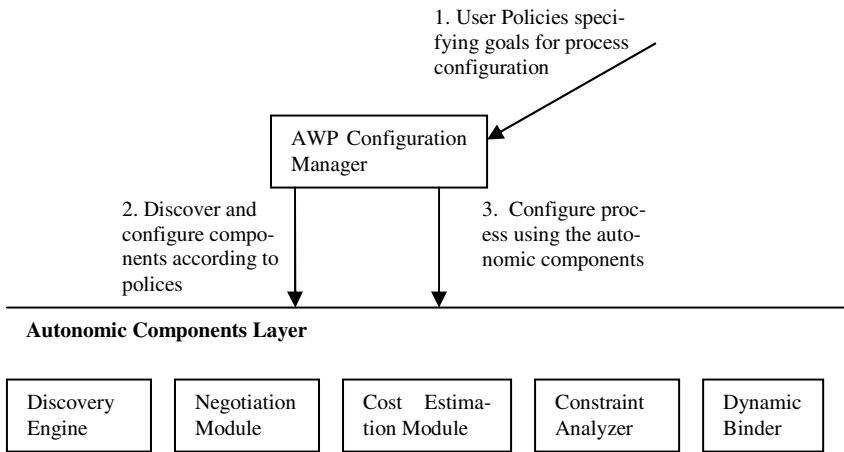 1. User Policies speci-
fying goals for process
configuration
AWP Configuration
Manager
2. Discover and
configure compo-
nents according to
polices
3. Configure proc-
ess using the auto-
nomic components
Autonomic Components Layer
Discovery
Engine
Negotiation
Module
Cost Estima-
tion Module
Constraint
Analyzer
Dynamic
Binder